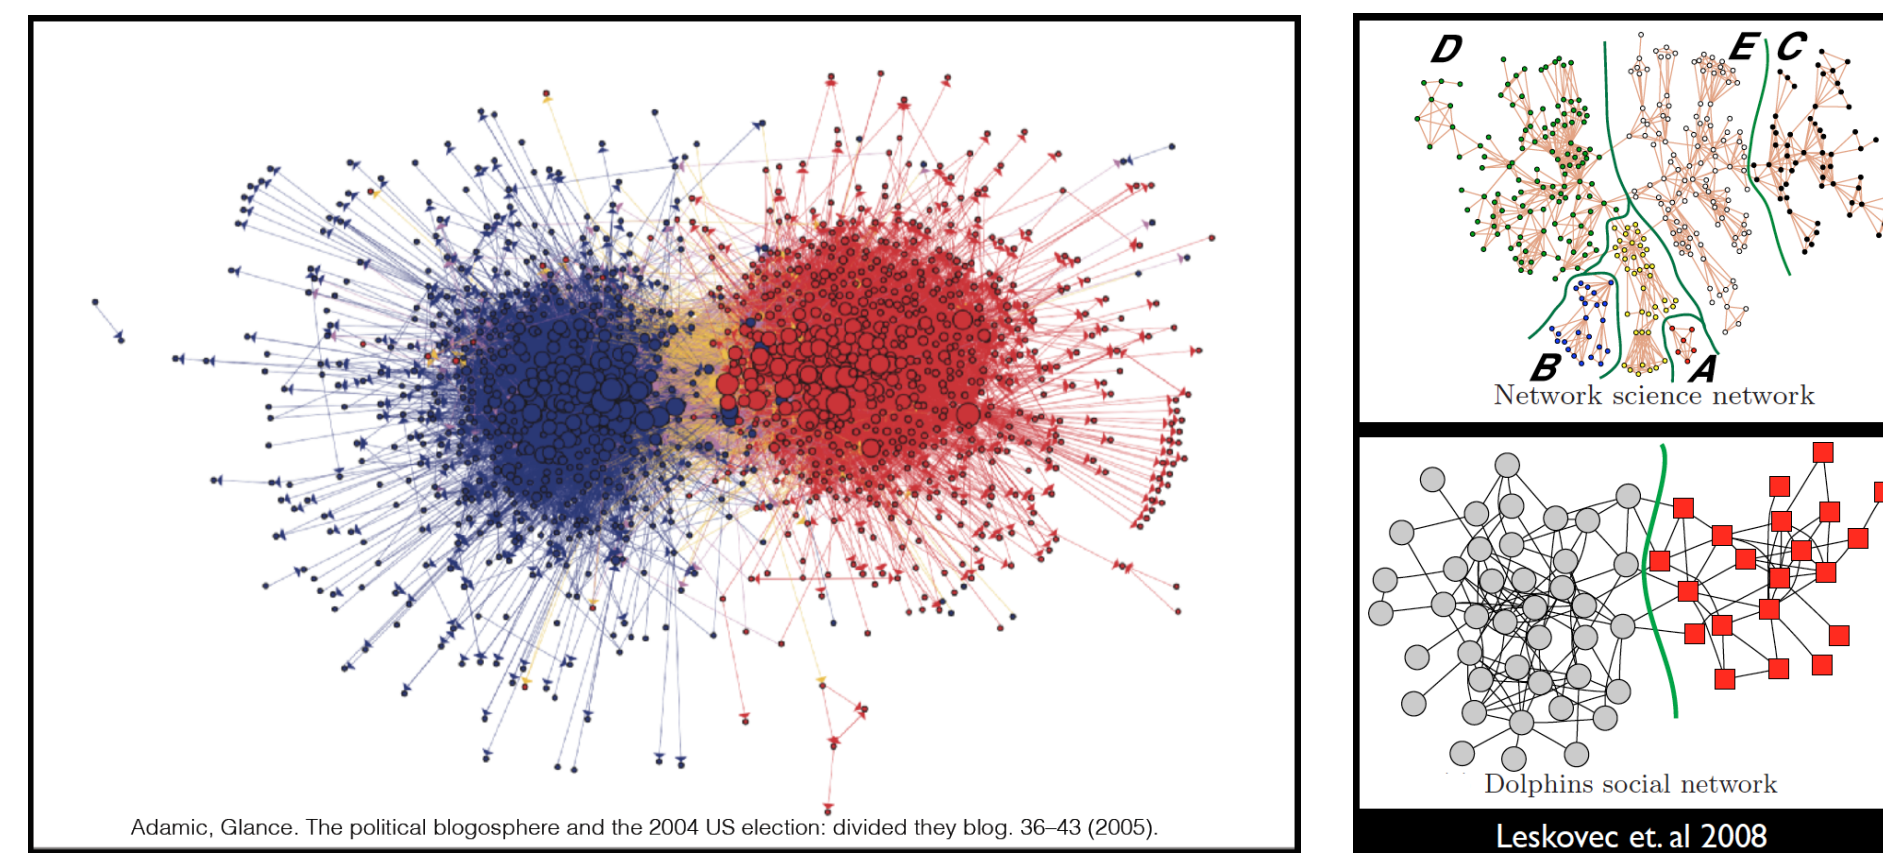 Adamic, Glance. The political blogosphere and the 2004 US election: divided they blog. 36–43 (2005).
D
E
C
B
A
Network science network
Dolphins social network
Leskovec et. al 2008